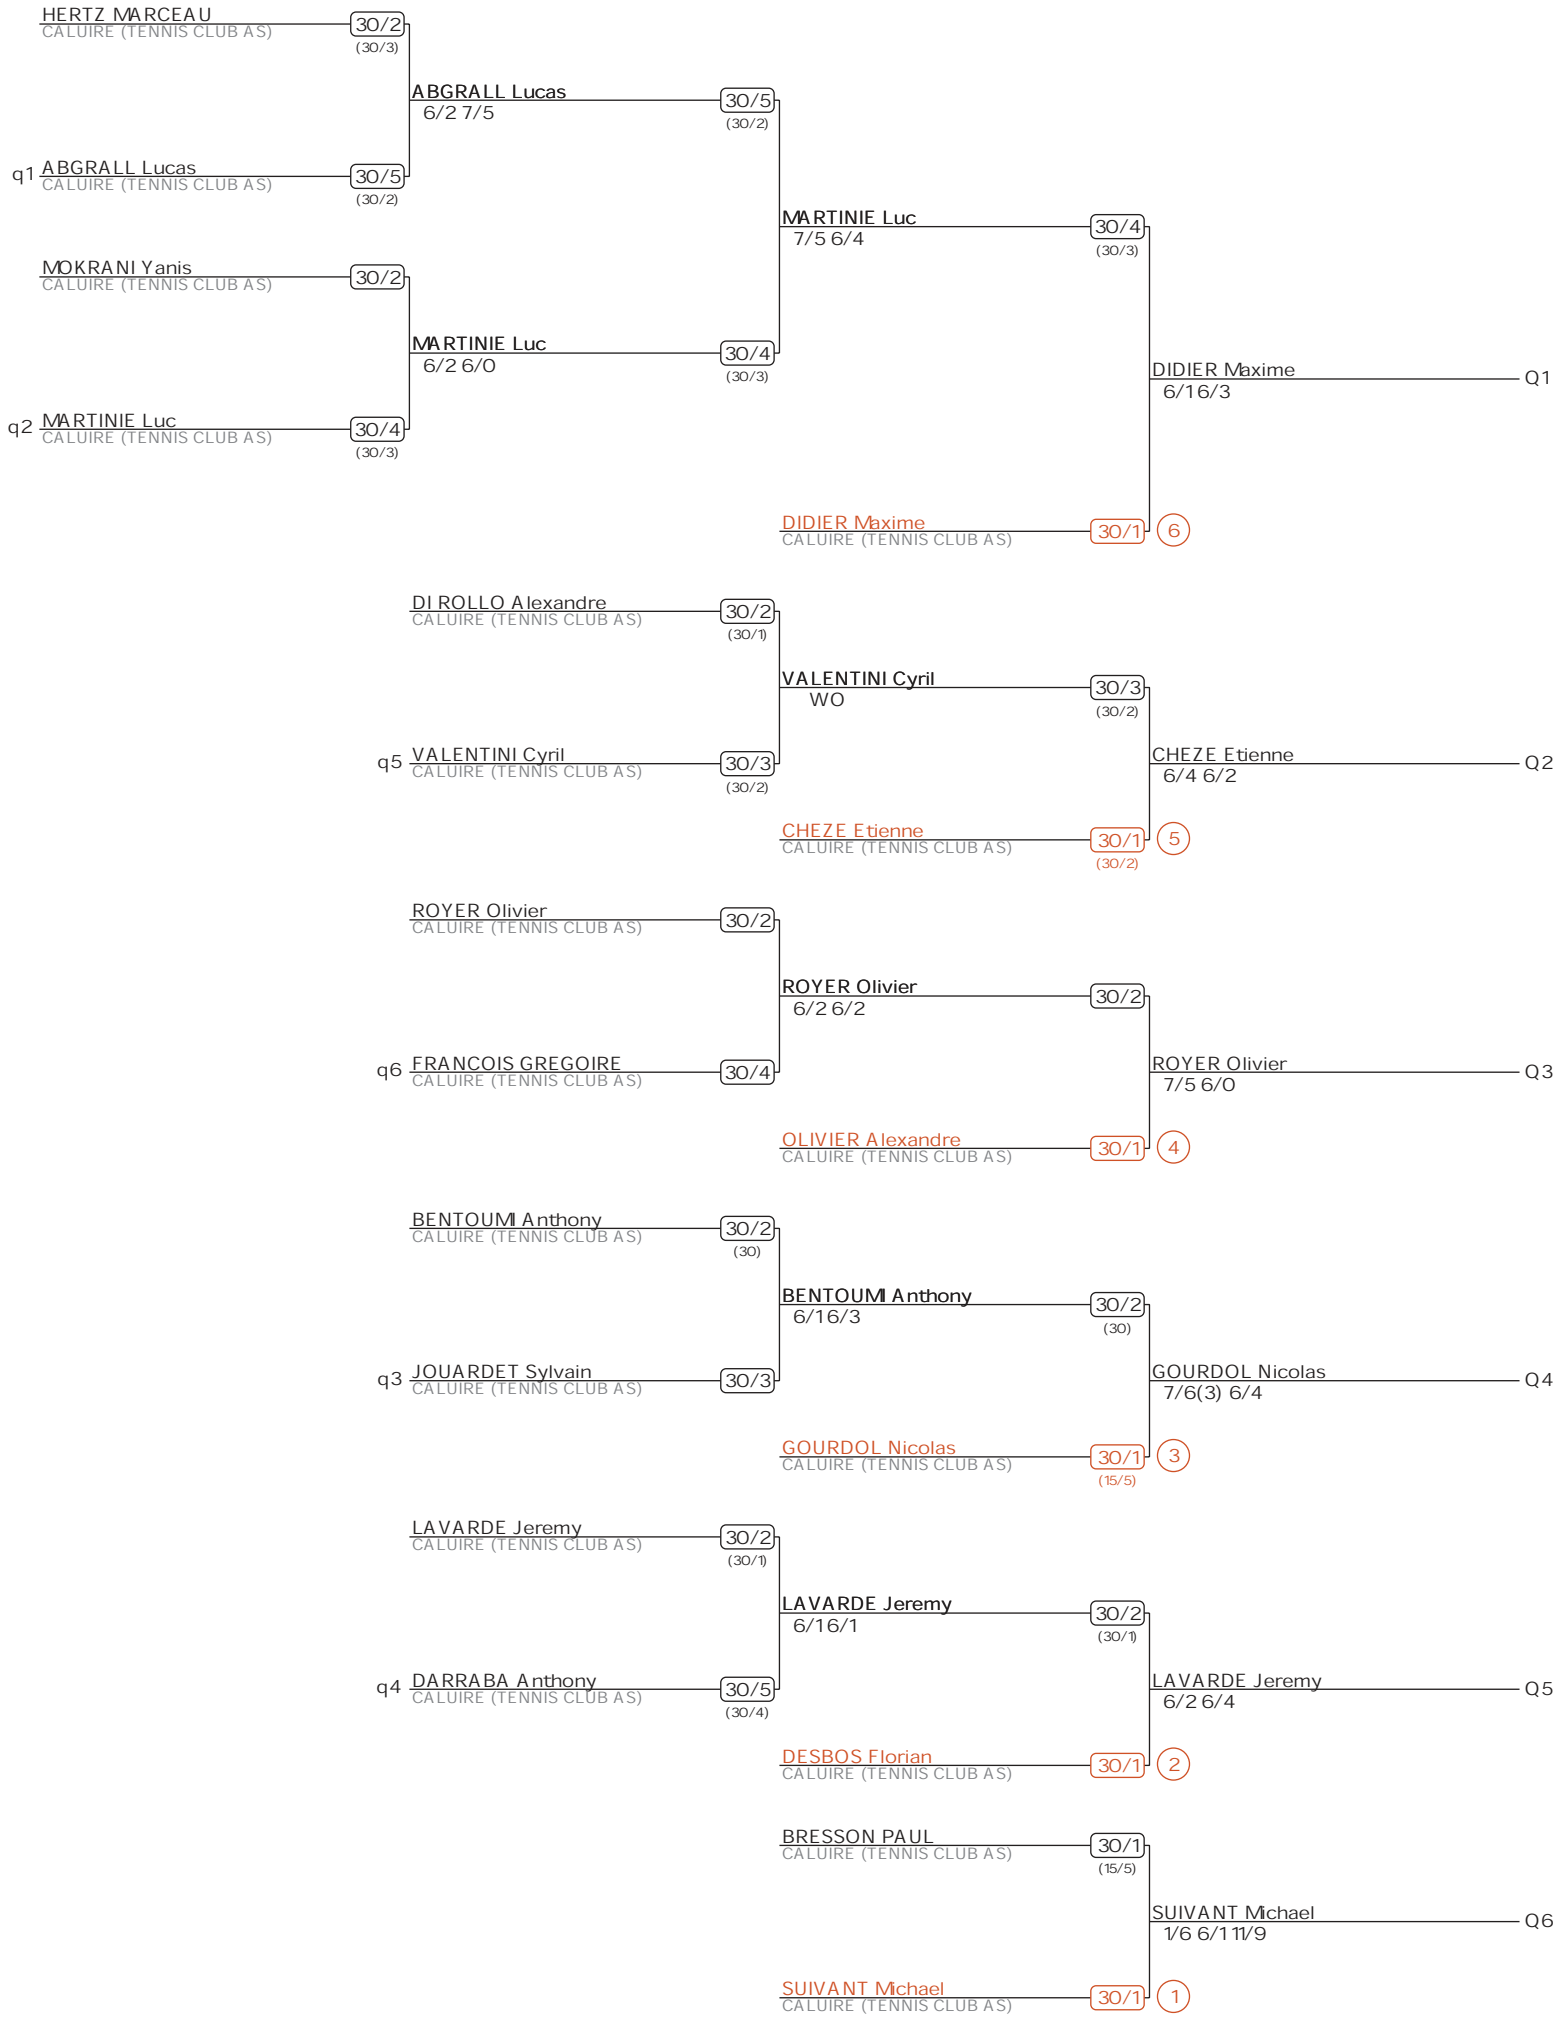 HERTZ MARCEAU
CALUIRE (TENNIS CLUB AS)
30/2
(30/3)
ABGRALL Lucas
6/2 7/5
30/5
(30/2)
q1 ABGRALL Lucas
CALUIRE (TENNIS CLUB AS)
30/5
(30/2)
MARTINIE Luc
7/5 6/4
30/4
(30/3)
MOKRANI Yanis
CALUIRE (TENNIS CLUB AS)
30/2
MARTINIE Luc
6/2 6/0
30/4
(30/3)
DIDIER Maxime
6/1 6/3
Q1
q2 MARTINIE Luc
CALUIRE (TENNIS CLUB AS)
30/4
(30/3)
DIDIER Maxime
CALUIRE (TENNIS CLUB AS)
30/1
6
DI ROLLO Alexandre
CALUIRE (TENNIS CLUB AS)
30/2
(30/1)
VALENTINI Cyril
WO
30/3
(30/2)
q5 VALENTINI Cyril
CALUIRE (TENNIS CLUB AS)
30/3
(30/2)
CHEZE Etienne
6/4 6/2
Q2
CHEZE Etienne
CALUIRE (TENNIS CLUB AS)
30/1
(30/2)
5
ROYER Olivier
CALUIRE (TENNIS CLUB AS)
30/2
ROYER Olivier
6/2 6/2
30/2
q6 FRANCOIS GREGOIRE
CALUIRE (TENNIS CLUB AS)
30/4
ROYER Olivier
7/5 6/0
Q3
OLIVIER Alexandre
CALUIRE (TENNIS CLUB AS)
30/1
4
BENTOUMI Anthony
CALUIRE (TENNIS CLUB AS)
30/2
(30)
BENTOUMI Anthony
6/1 6/3
30/2
(30)
q3 JOUARDET Sylvain
CALUIRE (TENNIS CLUB AS)
30/3
GOURDOL Nicolas
7/6(3) 6/4
Q4
GOURDOL Nicolas
CALUIRE (TENNIS CLUB AS)
30/1
(15/5)
3
LAVARDE Jeremy
CALUIRE (TENNIS CLUB AS)
30/2
(30/1)
LAVARDE Jeremy
6/1 6/1
30/2
(30/1)
q4 DARRABA Anthony
CALUIRE (TENNIS CLUB AS)
30/5
(30/4)
LAVARDE Jeremy
6/2 6/4
Q5
DESBOS Florian
CALUIRE (TENNIS CLUB AS)
30/1
2
BRESSON PAUL
CALUIRE (TENNIS CLUB AS)
30/1
(15/5)
SUIVANT Michael
1/6 6/1 11/9
Q6
SUIVANT Michael
CALUIRE (TENNIS CLUB AS)
30/1
1